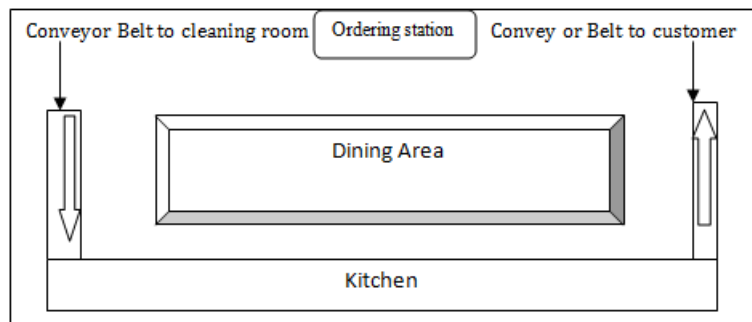 Conveyor Belt to cleaning room
Ordering station
Convey or Belt to customer
Dining Area
Kitchen